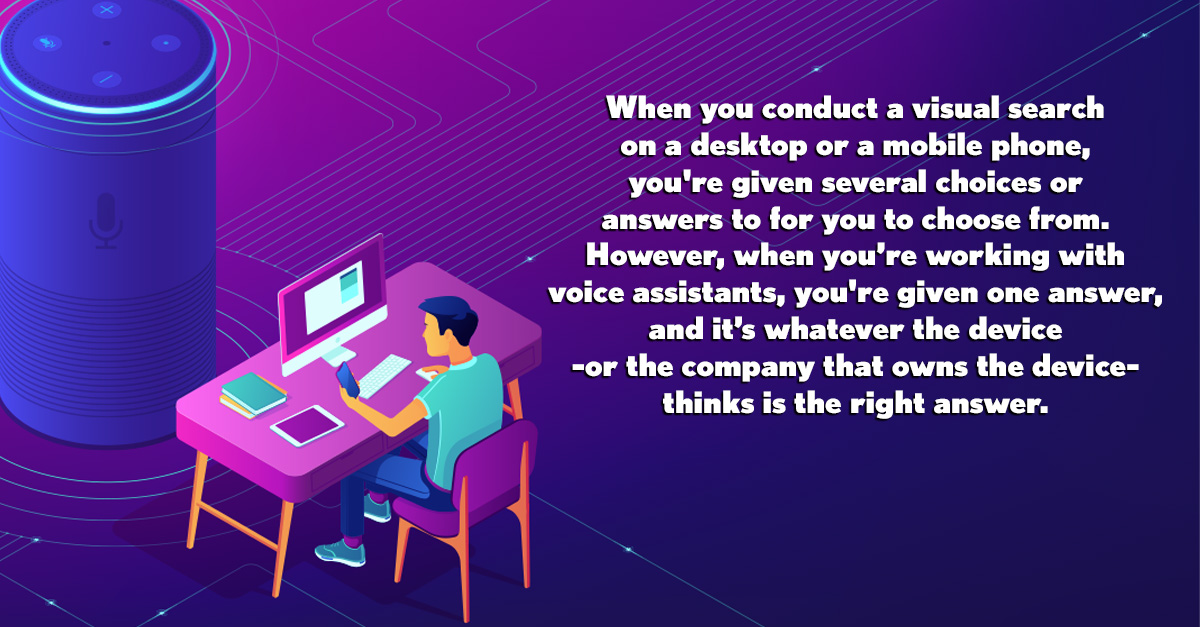 When you conduct a visual search
on a desktop or a mobile phone,
you're given several choices or
answers to for you to choose from.
However, when you’re working with
voice assistants, you're given one answer,
and it’s whatever the device
-or the company that owns the device-
thinks is the right answer.